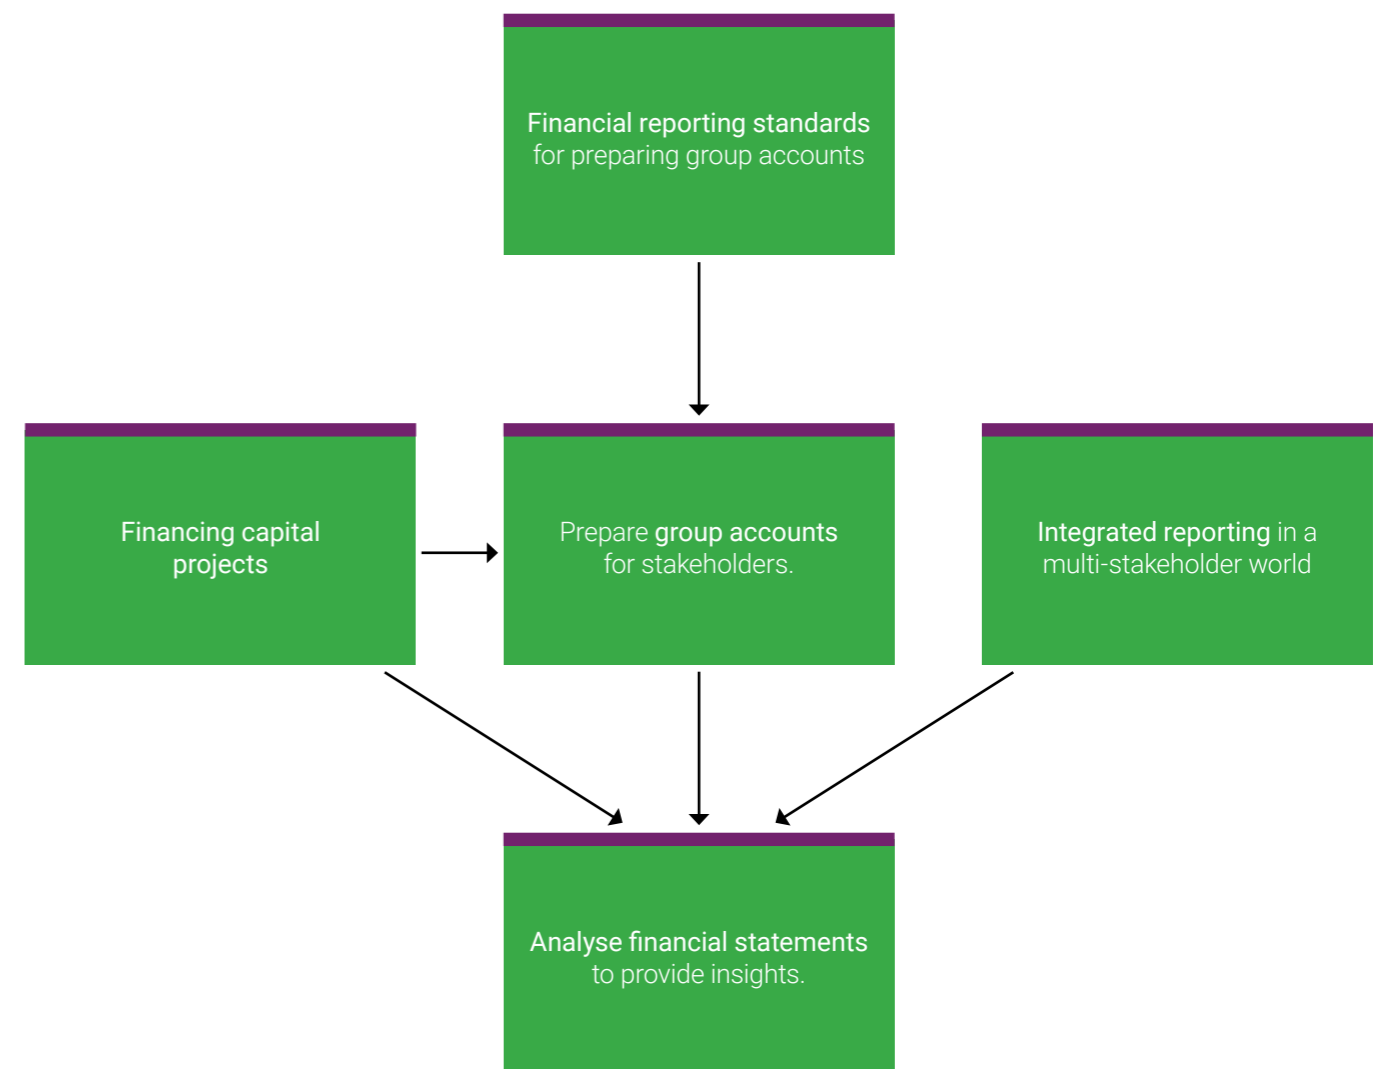 Financial reporting standards
for preparing group accounts
Financing capital
projects
Prepare group accounts
for stakeholders.
Integrated reporting in a
multi-stakeholder world
Analyse financial statements
to provide insights.